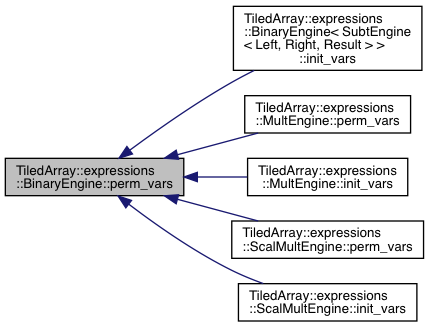 TiledArray::expressions
::BinaryEngine< SubtEngine
< Left, Right, Result > >
::init_vars
TiledArray::expressions
::MultEngine::perm_vars
TiledArray::expressions
::BinaryEngine::perm_vars
TiledArray::expressions
::MultEngine::init_vars
TiledArray::expressions
::ScalMultEngine::perm_vars
TiledArray::expressions
::ScalMultEngine::init_vars